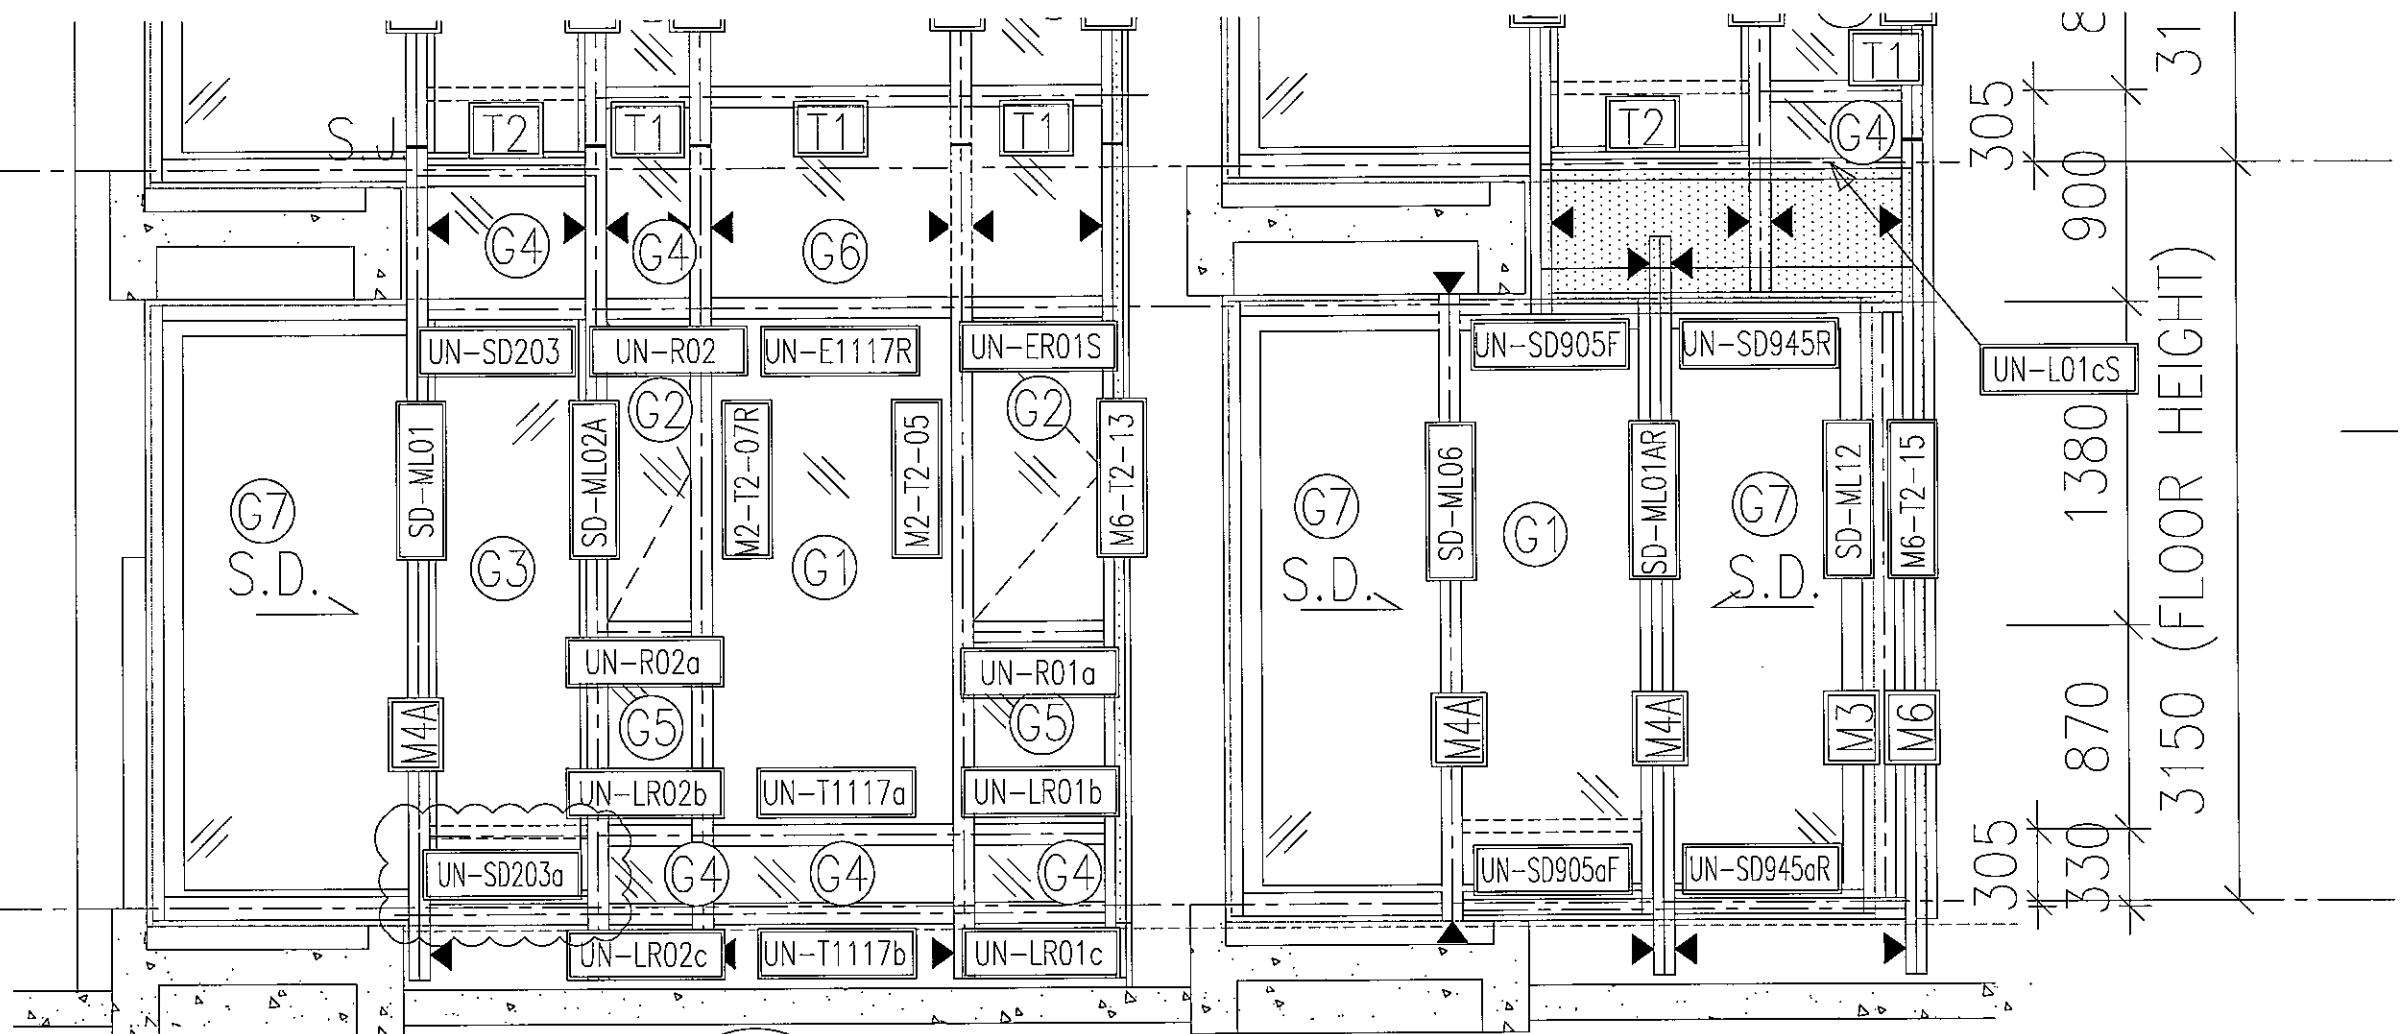 T1
T2
T1
T1
T1
T2
G4
S.J
G4
G4
G6
UN-SD203
UN-R02
UN-E1117R
UN-ER01S
UN-SD905F
UN-SD945R
UN-L01cS
G2
G2
SD-ML01
SD-ML02A
M2-T2-07R
M2-T2-05
M6-T2-13
SD-ML06
SD-ML01AR
SD-ML12
M6-T2-15
G7
S.D.
G3
G1
G7
S.D.
G1
G7
S.D.
UN-R02a
UN-R01a
M4A
G5
G5
M4A
M4A
M3
M6
UN-LR02b
UN-T1117a
UN-LR01b
UN-SD203a
G4
G4
G4
UN-SD905aF
UN-SD945aR
UN-LR02c
UN-T1117b
UN-LR01c
305
900
1380
870
305
330
31
3150 (FLOOR HEIGHT)